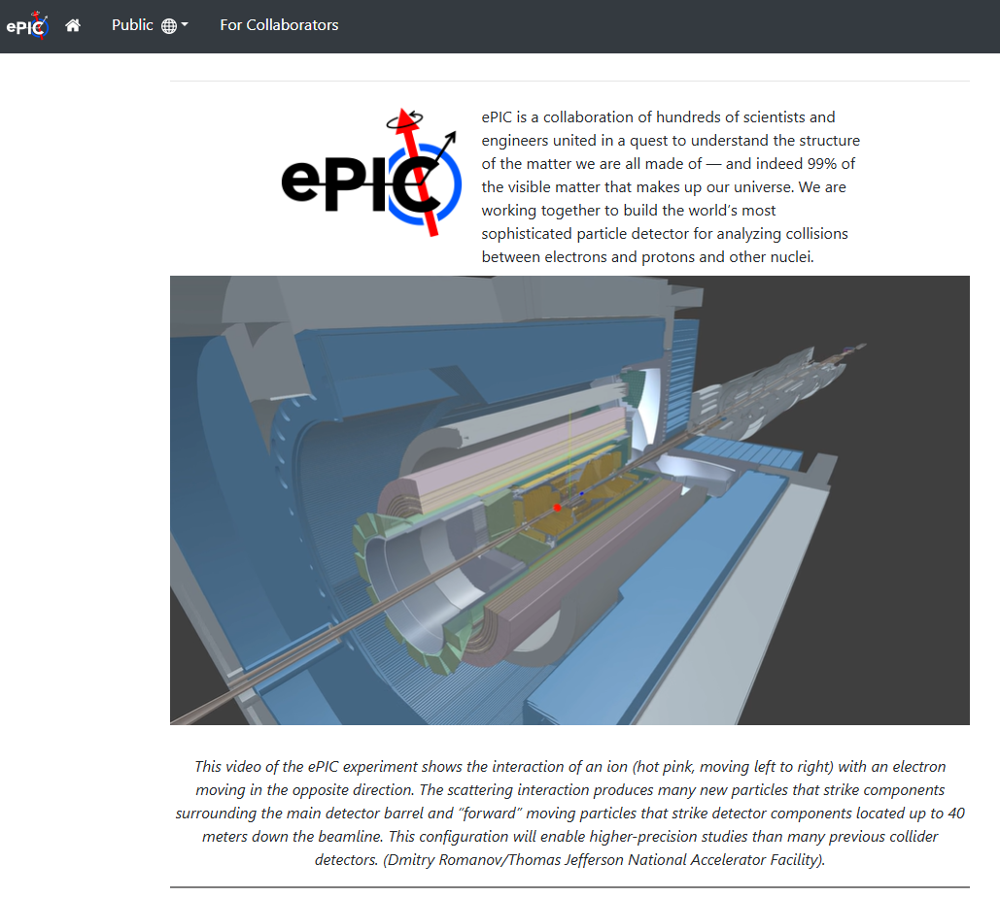 ePIC Public For Collaborators
ePIC
ePIC is a collaboration of hundreds of scientists and
engineers united in a quest to understand the structure
of the matter we are all made of — and indeed 99% of
the visible matter that makes up our universe. We are
working together to build the world’s most
sophisticated particle detector for analyzing collisions
between electrons and protons and other nuclei.
This video of the ePIC experiment shows the interaction of an ion (hot pink, moving left to right) with an electron
moving in the opposite direction. The scattering interaction produces many new particles that strike components
surrounding the main detector barrel and “forward” moving particles that strike detector components located up to 40
meters down the beamline. This configuration will enable higher-precision studies than many previous collider
detectors. (Dmitry Romanov/Thomas Jefferson National Accelerator Facility).